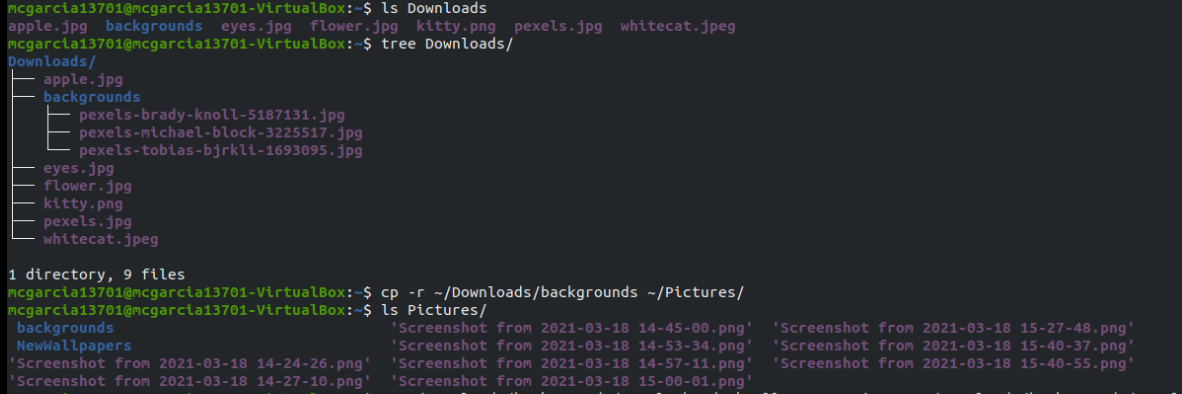 mcgarcia13701@mcgarcia13701-VirtualBox:~$ ls Downloads
apple.jpg  backgrounds  eyes.jpg  flower.jpg  kitty.png  pexels.jpg  whitecat.jpeg
mcgarcia13701@mcgarcia13701-VirtualBox:~$ tree Downloads/
Downloads/
├── apple.jpg
├── backgrounds
│   ├── pexels-brady-knoll-5187131.jpg
│   ├── pexels-michael-block-3225517.jpg
│   └── pexels-tobias-bjrkli-1693095.jpg
├── eyes.jpg
├── flower.jpg
├── kitty.png
├── pexels.jpg
└── whitecat.jpeg
1 directory, 9 files
mcgarcia13701@mcgarcia13701-VirtualBox:~$ cp -r ~/Downloads/backgrounds ~/Pictures/
mcgarcia13701@mcgarcia13701-VirtualBox:~$ ls Pictures/
backgrounds  'Screenshot from 2021-03-18 14-45-00.png'  'Screenshot from 2021-03-18 15-27-48.png'
NewWallpapers  'Screenshot from 2021-03-18 14-53-34.png'  'Screenshot from 2021-03-18 15-40-37.png'
'Screenshot from 2021-03-18 14-24-26.png'  'Screenshot from 2021-03-18 14-57-11.png'  'Screenshot from 2021-03-18 15-40-55.png'
'Screenshot from 2021-03-18 14-27-10.png'  'Screenshot from 2021-03-18 15-00-01.png'